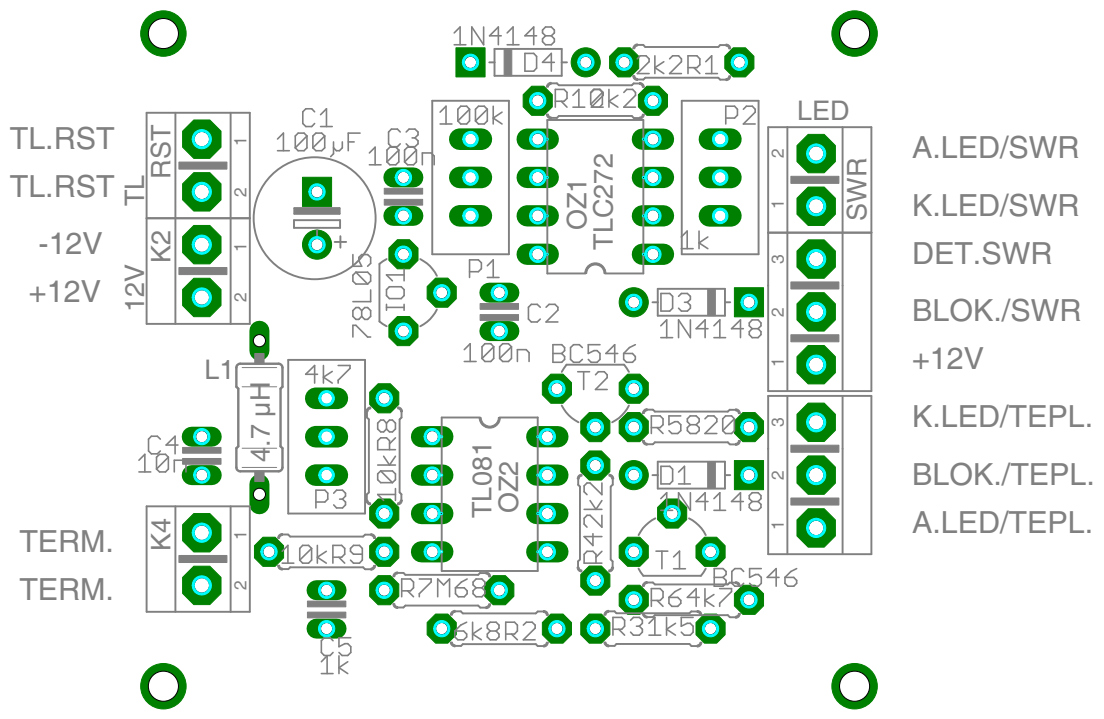 1N4148
D4
2k2R1
R10k2
C1
100µF
C3
100n
100k
P2
LED
TL.RST
TL.RST
-12V
+12V
TL RST
1
2
K2
12V
1
2
+
OZ1
TLC272
1k
SWR
2
1
3
2
1
A.LED/SWR
K.LED/SWR
DET.SWR
BLOK./SWR
+12V
78L05
IO1
P1
C2
100n
D3
1N4148
BC546
T2
L1
4.7 µH
4k7
P3
10kR8
C4
10n
TL081
OZ2
R5820
D1
1N4148
R42k2
3
2
1
K.LED/TEPL.
BLOK./TEPL.
A.LED/TEPL.
TERM.
TERM.
K4
1
2
10kR9
R7M68
T1
BC546
R64k7
6k8R2
R31k5
C5
1k